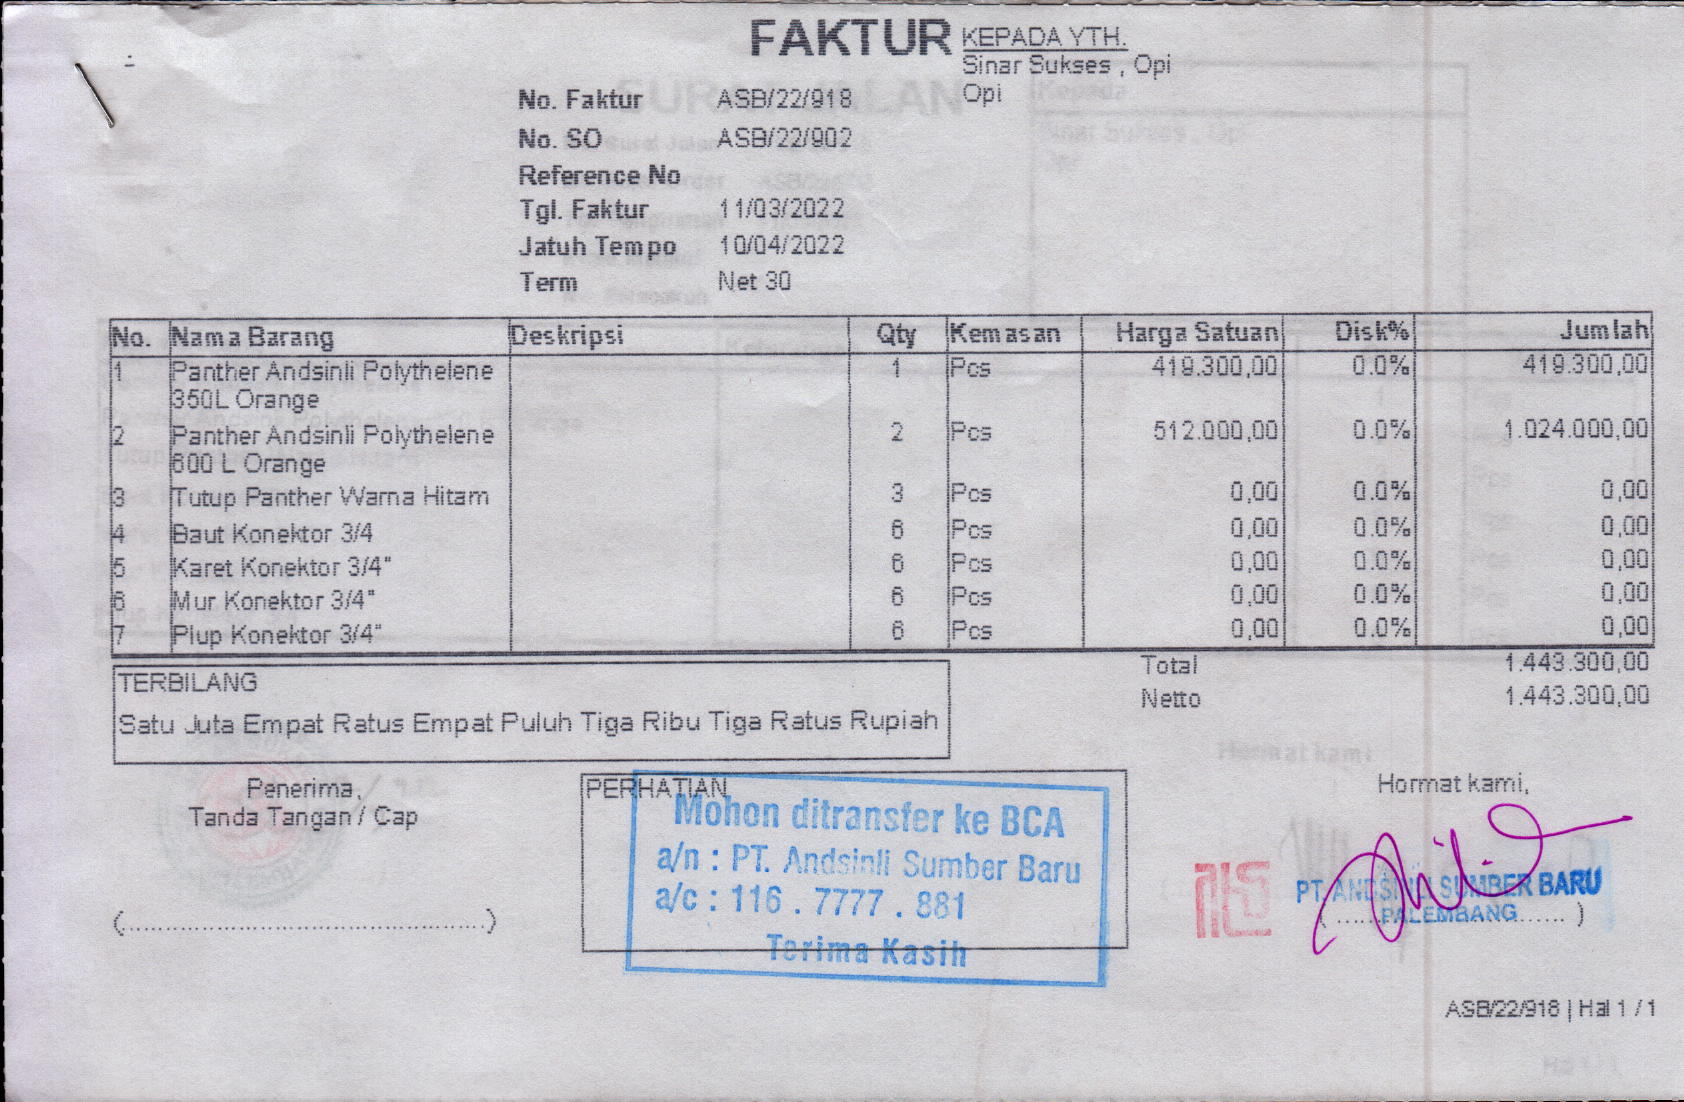 FAKTUR
KEPADA YTH.
Sinar Sukses , Opi
Opi
No. Faktur ASB/22/918
No. SO ASB/22/902
Reference No
Tgl. Faktur 11/03/2022
Jatuh Tempo 10/04/2022
Term Net 30
No. Nama Barang Deskripsi Qty Kemasan Harga Satuan Disk% Jumlah
1 Panther Andsinli Polythelene 1 Pcs 419.300,00 0.0% 419.300,00
350L Orange
2 Panther Andsinli Polythelene 2 Pcs 512.000,00 0.0% 1.024.000,00
600 L Orange
3 Tutup Panther Warna Hitam 3 Pcs 0,00 0.0% 0,00
4 Baut Konektor 3/4 6 Pcs 0,00 0.0% 0,00
5 Karet Konektor 3/4" 6 Pcs 0,00 0.0% 0,00
6 Mur Konektor 3/4" 6 Pcs 0,00 0.0% 0,00
7 Plup Konektor 3/4" 6 Pcs 0,00 0.0% 0,00
Total 1.443.300,00
Netto 1.443.300,00
TERBILANG
Satu Juta Empat Ratus Empat Puluh Tiga Ribu Tiga Ratus Rupiah
Penerima,
Tanda Tangan / Cap
(................................................)
PERHATIAN
Mohon ditransfer ke BCA
a/n : PT. Andsinli Sumber Baru
a/c : 116 . 7777 . 881
Terima Kasih
Hormat kami,
PT. ANDSINLI SUMBER BARU
PALEMBANG
ASB/22/918 | Hal 1 / 1